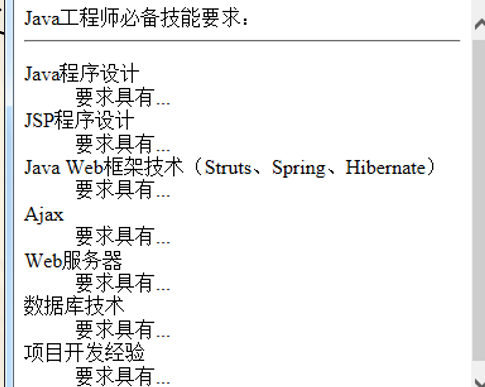 Java工程师必备技能要求：
Java程序设计
要求具有...
JSP程序设计
要求具有...
Java Web框架技术（Struts、Spring、Hibernate）
要求具有...
Ajax
要求具有...
Web服务器
要求具有...
数据库技术
要求具有...
项目开发经验
要求具有...